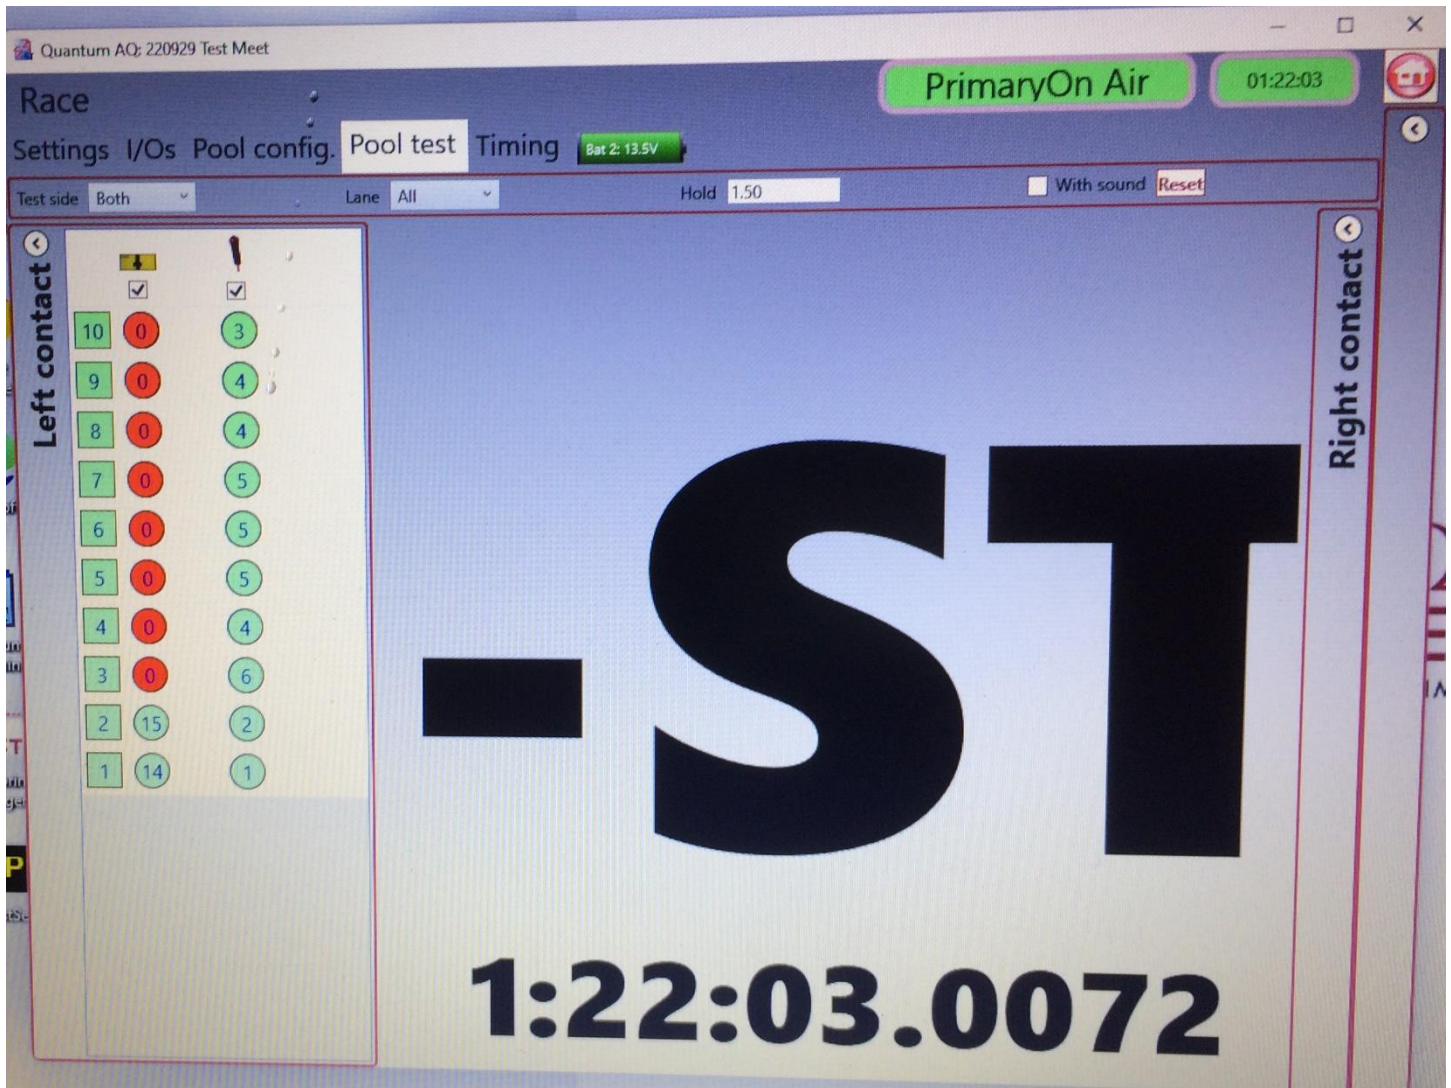 Quantum AQ: 220929 Test Meet
Race
PrimaryOn Air
01:22:03
Settings I/Os Pool config. Pool test Timing Bat 2: 13.5V
Test side Both Lane All Hold 1.50 With sound Reset
Left contact
Right contact
10 0 3
9 0 4
8 0 4
7 0 5
6 0 5
5 0 5
4 0 4
3 0 6
2 15 2
1 14 1
-ST
1:22:03.0072